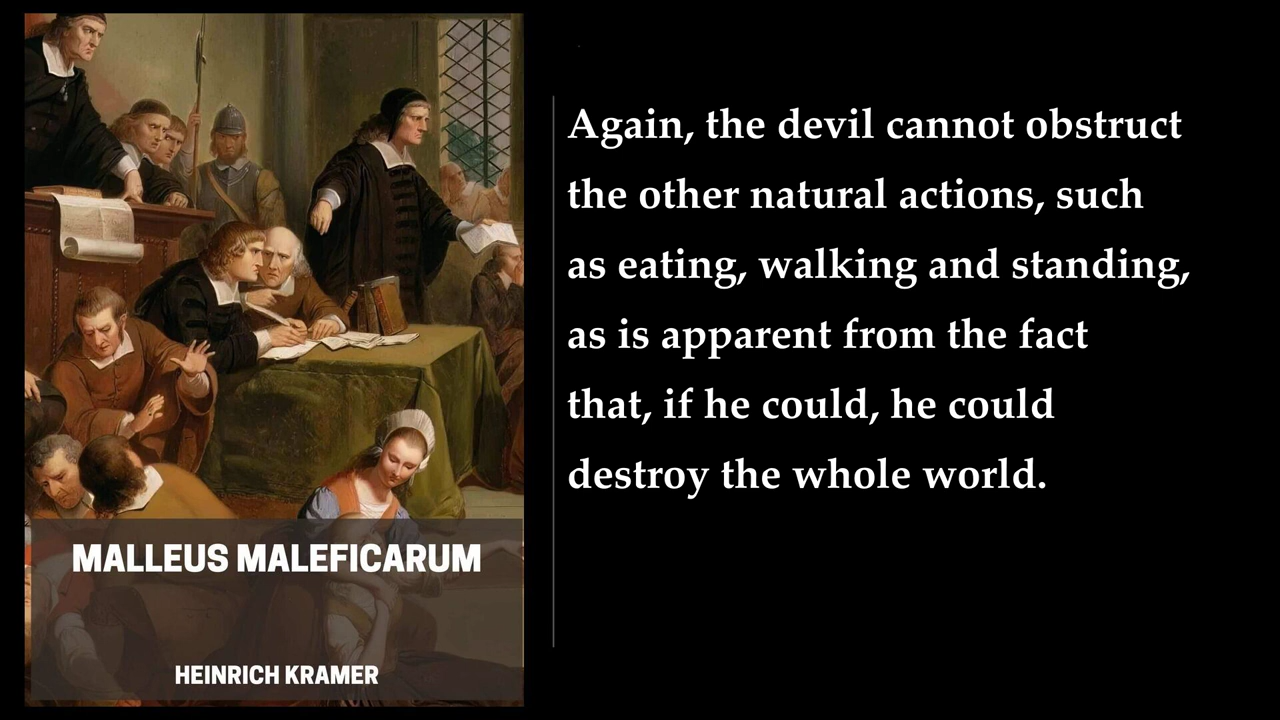 MALLEUS MALEFICARUM
HEINRICH KRAMER
Again, the devil cannot obstruct
the other natural actions, such
as eating, walking and standing,
as is apparent from the fact
that, if he could, he could
destroy the whole world.